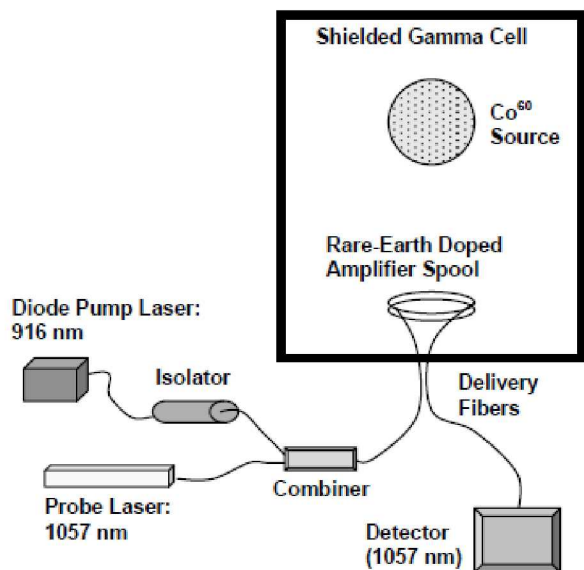 Shielded Gamma Cell
Co⁶⁰
Source
Rare-Earth Doped
Amplifier Spool
Diode Pump Laser:
916 nm
Isolator
Delivery
Fibers
Combiner
Probe Laser:
1057 nm
Detector
(1057 nm)